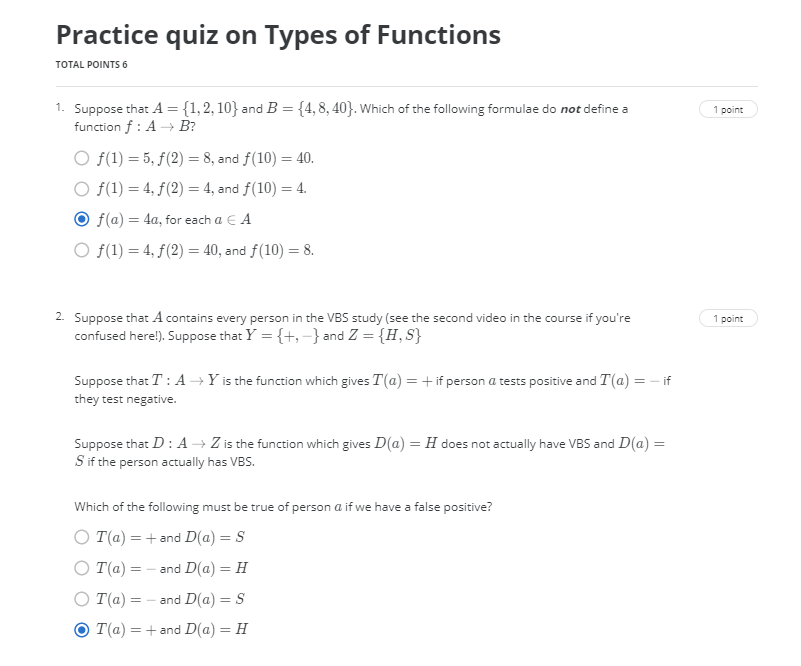 Practice quiz on Types of Functions
TOTAL POINTS 6
1. Suppose that A = {1, 2, 10} and B = {4, 8, 40}. Which of the following formulae do not define a
1 point
function f : A → B?
f(1) = 5, f(2) = 8, and f(10) = 40.
f(1) = 4, f(2) = 4, and f(10) = 4.
f(a) = 4a, for each a ∈ A
f(1) = 4, f(2) = 40, and f(10) = 8.
2. Suppose that A contains every person in the VBS study (see the second video in the course if you're
1 point
confused here!). Suppose that Y = {+, −} and Z = {H, S}
Suppose that T : A → Y is the function which gives T(a) = + if person a tests positive and T(a) = − if
they test negative.
Suppose that D : A → Z is the function which gives D(a) = H does not actually have VBS and D(a) =
S if the person actually has VBS.
Which of the following must be true of person a if we have a false positive?
T(a) = + and D(a) = S
T(a) = − and D(a) = H
T(a) = − and D(a) = S
T(a) = + and D(a) = H